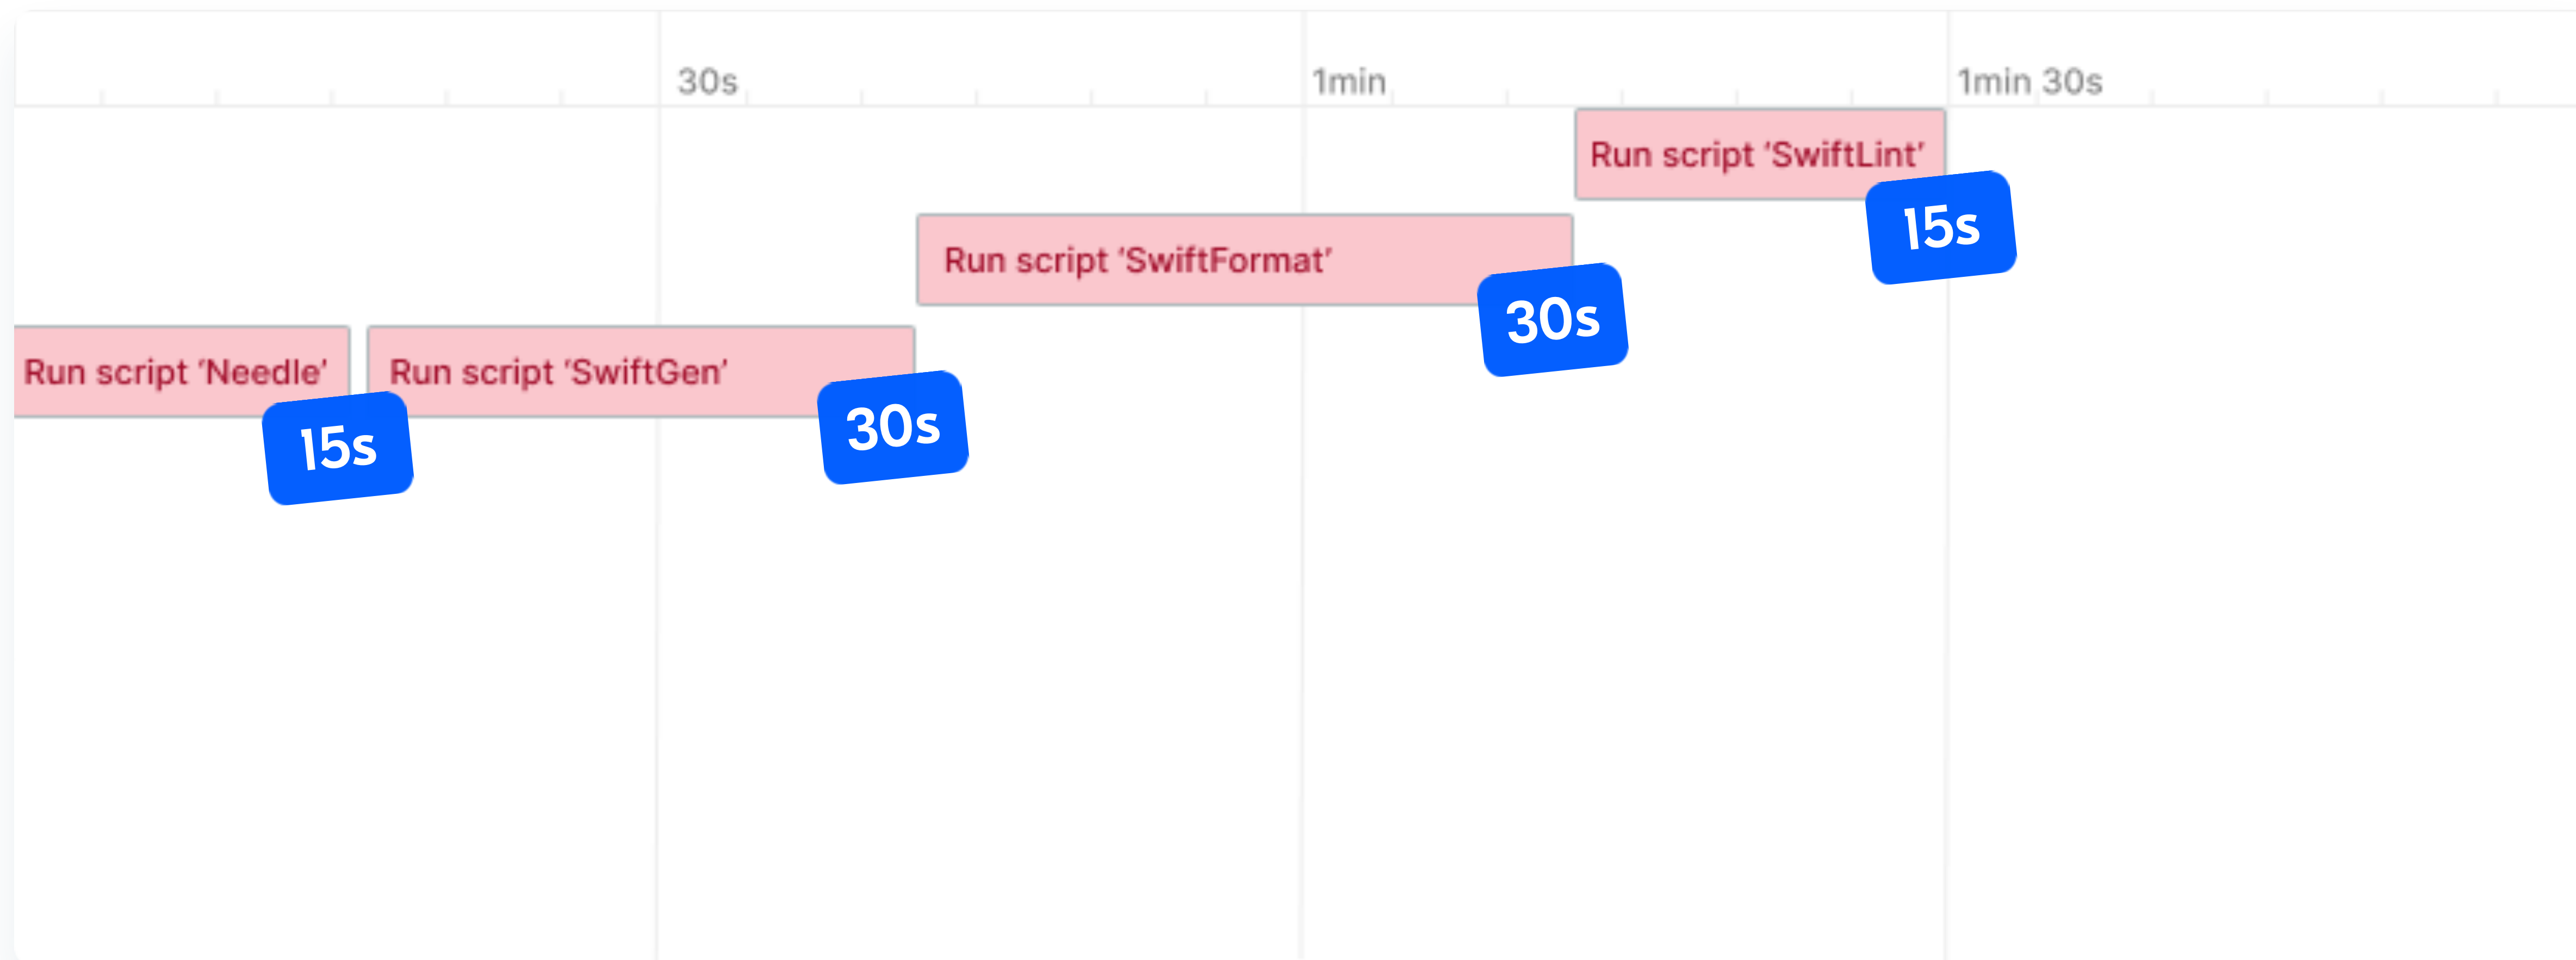 30s
1min
1min 30s
Run script ‘SwiftLint’
15s
Run script ‘SwiftFormat’
30s
Run script ‘Needle’
15s
Run script ‘SwiftGen’
30s